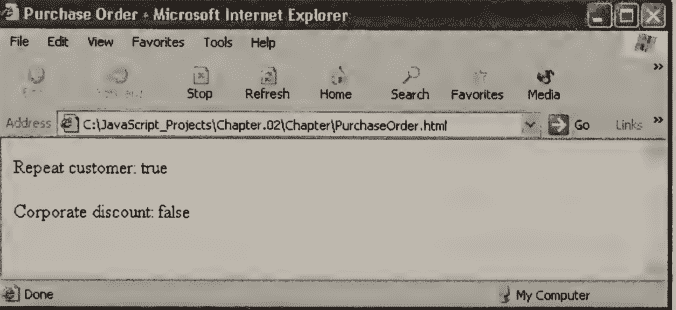 Purchase Order - Microsoft Internet Explorer
File Edit View Favorites Tools Help
Stop Refresh Home Search Favorites Media »
Address C:\JavaScript_Projects\Chapter.02\Chapter\PurchaseOrder.html Go Links »
Repeat customer: true
Corporate discount: false
Done My Computer